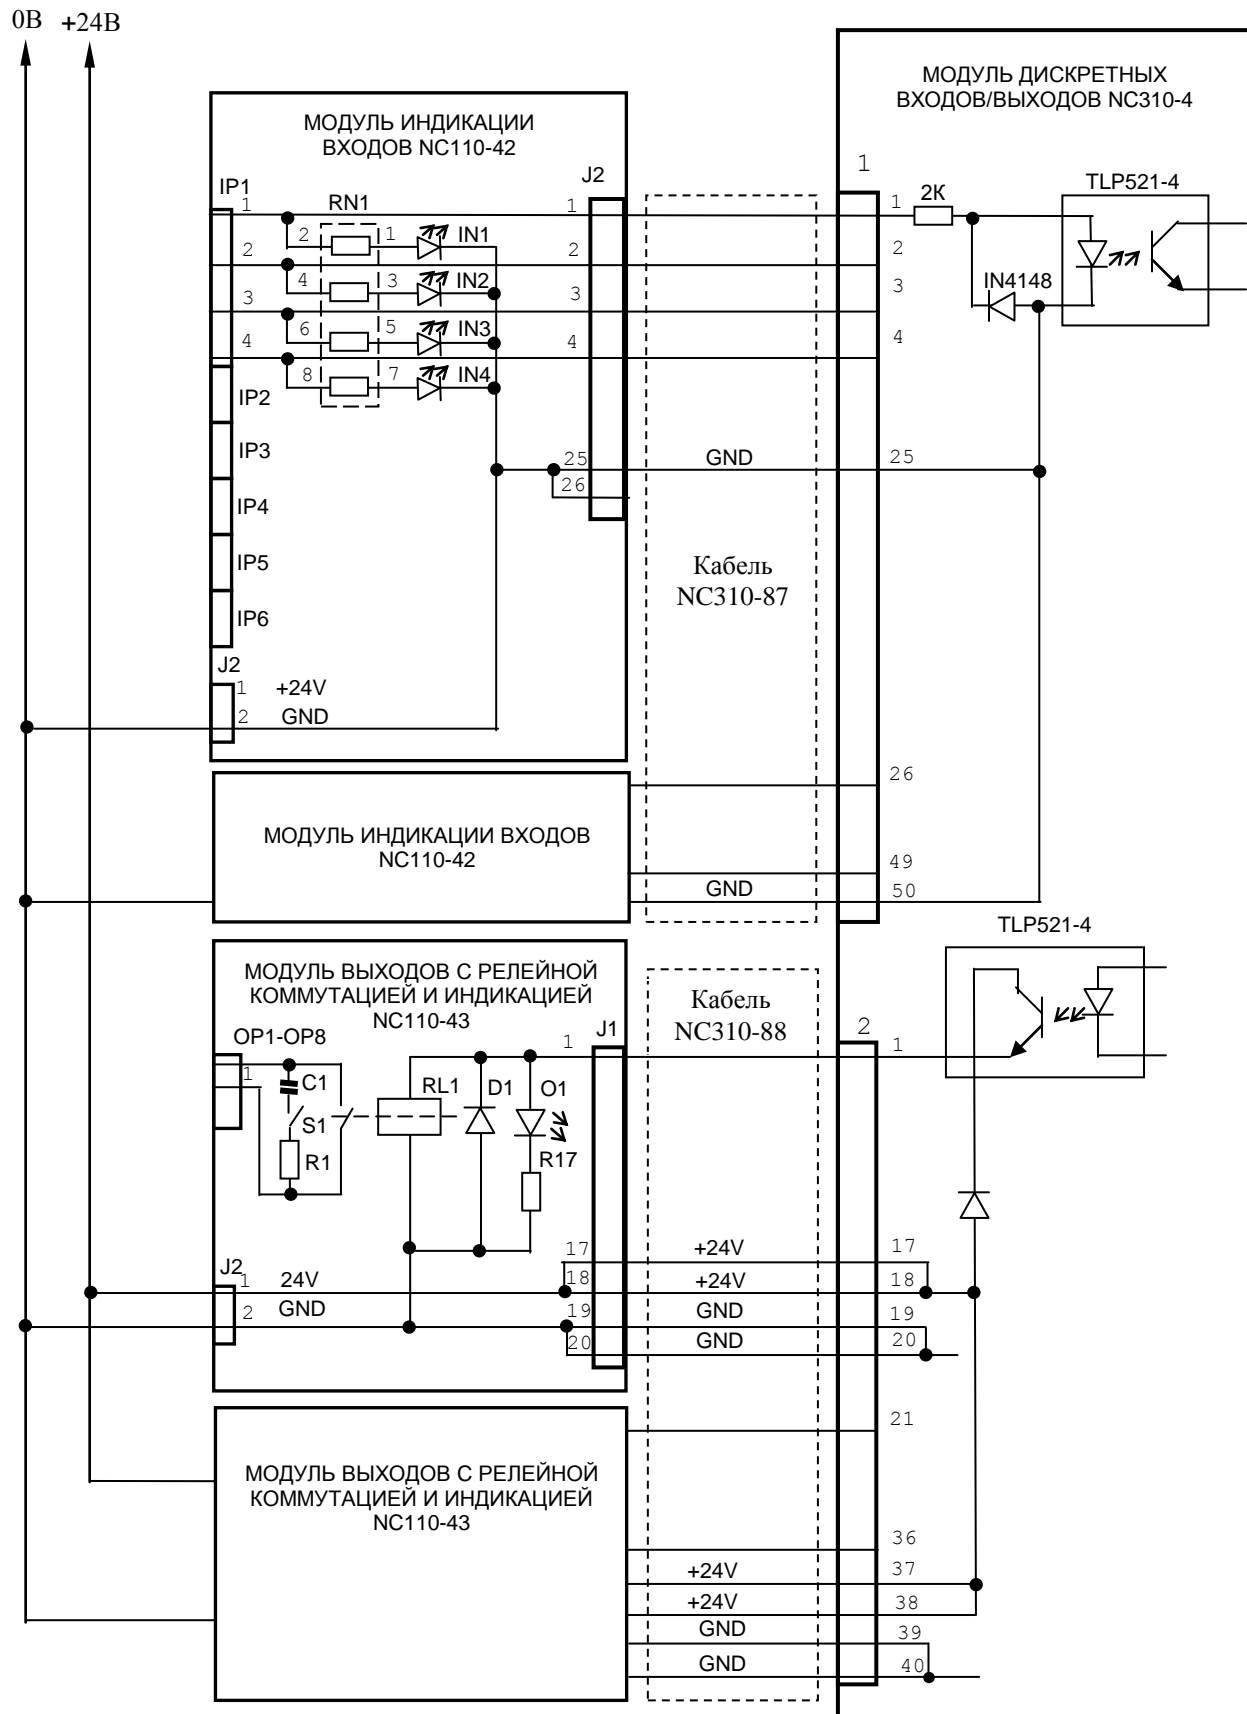 0В +24В
МОДУЛЬ ДИСКРЕТНЫХ
ВХОДОВ/ВЫХОДОВ NC310-4
МОДУЛЬ ИНДИКАЦИИ
ВХОДОВ NC110-42
IP1
RN1
J2
1
TLP521-4
1
1
1
2K
2
1
IN1
2
2
2
4
3
IN2
3
3
3
IN4148
6
5
IN3
4
4
4
8
7
IN4
IP2
IP3
25
GND
25
26
IP4
IP5
Кабель
NC310-87
IP6
J2
1
+24V
2
GND
26
МОДУЛЬ ИНДИКАЦИИ ВХОДОВ
NC110-42
49
GND
50
TLP521-4
МОДУЛЬ ВЫХОДОВ С РЕЛЕЙНОЙ
КОММУТАЦИЕЙ И ИНДИКАЦИЕЙ
NC110-43
Кабель
NC310-88
OP1-OP8
J1
2
1
1
1
C1
RL1
D1
O1
S1
R1
R17
17
+24V
17
J2
1
24V
18
+24V
18
2
GND
19
GND
19
20
GND
20
21
МОДУЛЬ ВЫХОДОВ С РЕЛЕЙНОЙ
КОММУТАЦИЕЙ И ИНДИКАЦИЕЙ
NC110-43
36
+24V
37
+24V
38
GND
39
GND
40